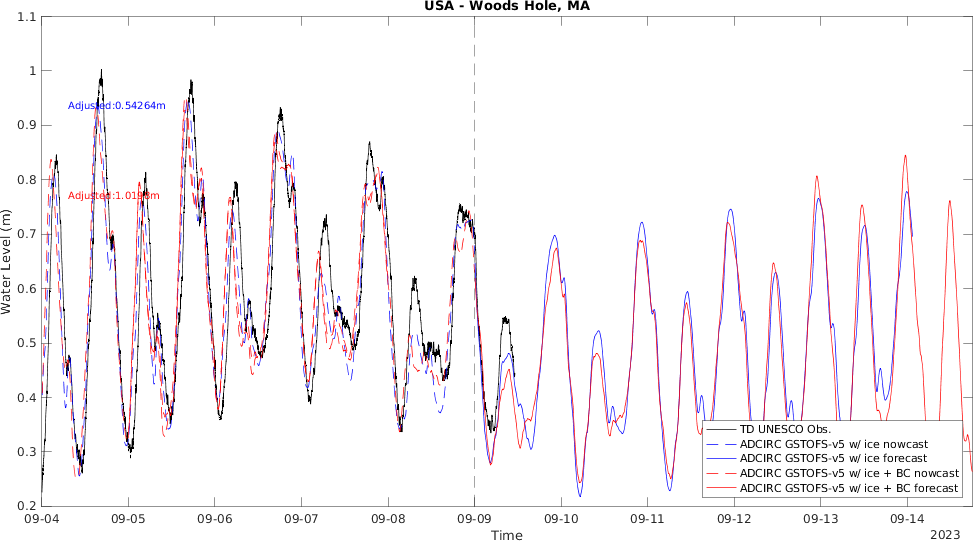 USA - Woods Hole, MA
1.1
1
0.9
0.8
0.7
0.6
0.5
0.4
0.3
0.2
Water Level (m)
Adjusted:0.54264m
TD UNESCO Obs.
ADCIRC GSTOFS-v5 w/ ice nowcast
ADCIRC GSTOFS-v5 w/ ice forecast
ADCIRC GSTOFS-v5 w/ ice + BC nowcast
ADCIRC GSTOFS-v5 w/ ice + BC forecast
09-04 09-05 09-06 09-07 09-08 09-09 09-10 09-11 09-12 09-13 09-14
Time
2023